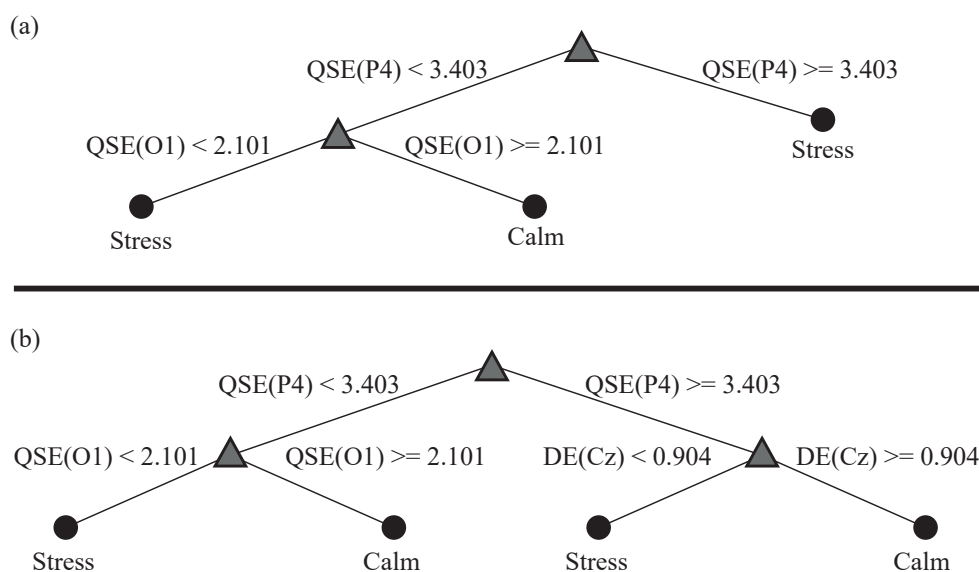 (a)
QSE(P4) < 3.403
QSE(P4) >= 3.403
QSE(O1) < 2.101
QSE(O1) >= 2.101
Stress
Stress
Calm
(b)
QSE(P4) < 3.403
QSE(P4) >= 3.403
QSE(O1) < 2.101
QSE(O1) >= 2.101
DE(Cz) < 0.904
DE(Cz) >= 0.904
Stress
Calm
Stress
Calm